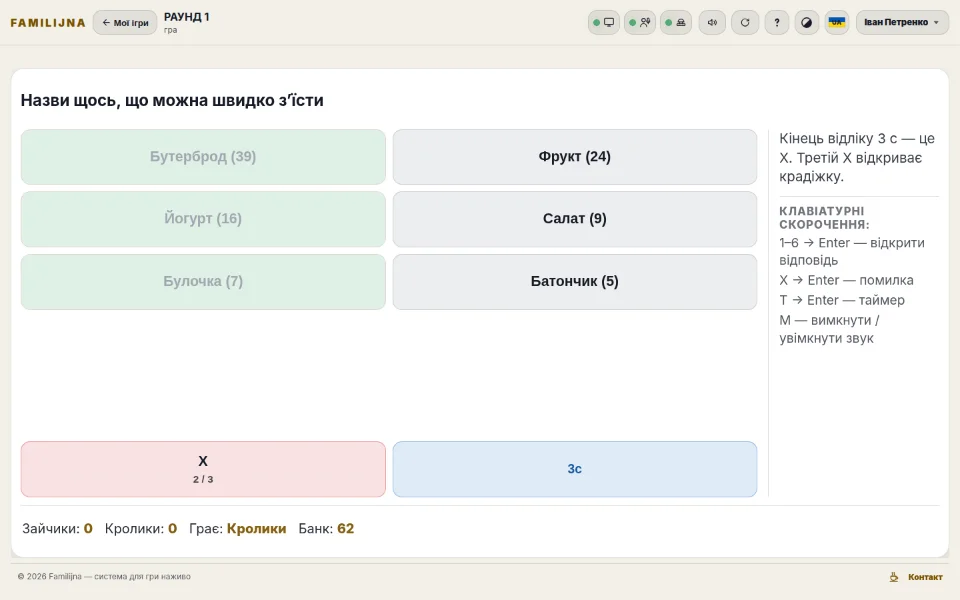 FAMILIJNA
← Мої ігри
РАУНД 1
гра
?
UA
Іван Петренко
Назви щось, що можна швидко з’їсти
Бутерброд (39)
Фрукт (24)
Йогурт (16)
Салат (9)
Булочка (7)
Батончик (5)
X
2 / 3
3с
Кінець відліку 3 с — це
X. Третій X відкриває
крадіжку.
КЛАВІАТУРНІ
СКОРОЧЕННЯ:
1–6 → Enter — відкрити
відповідь
X → Enter — помилка
T → Enter — таймер
M — вимкнути /
увімкнути звук
Зайчики: 0 Кролики: 0 Грає: Кролики Банк: 62
© 2026 Familijna — система для гри наживо
Контакт